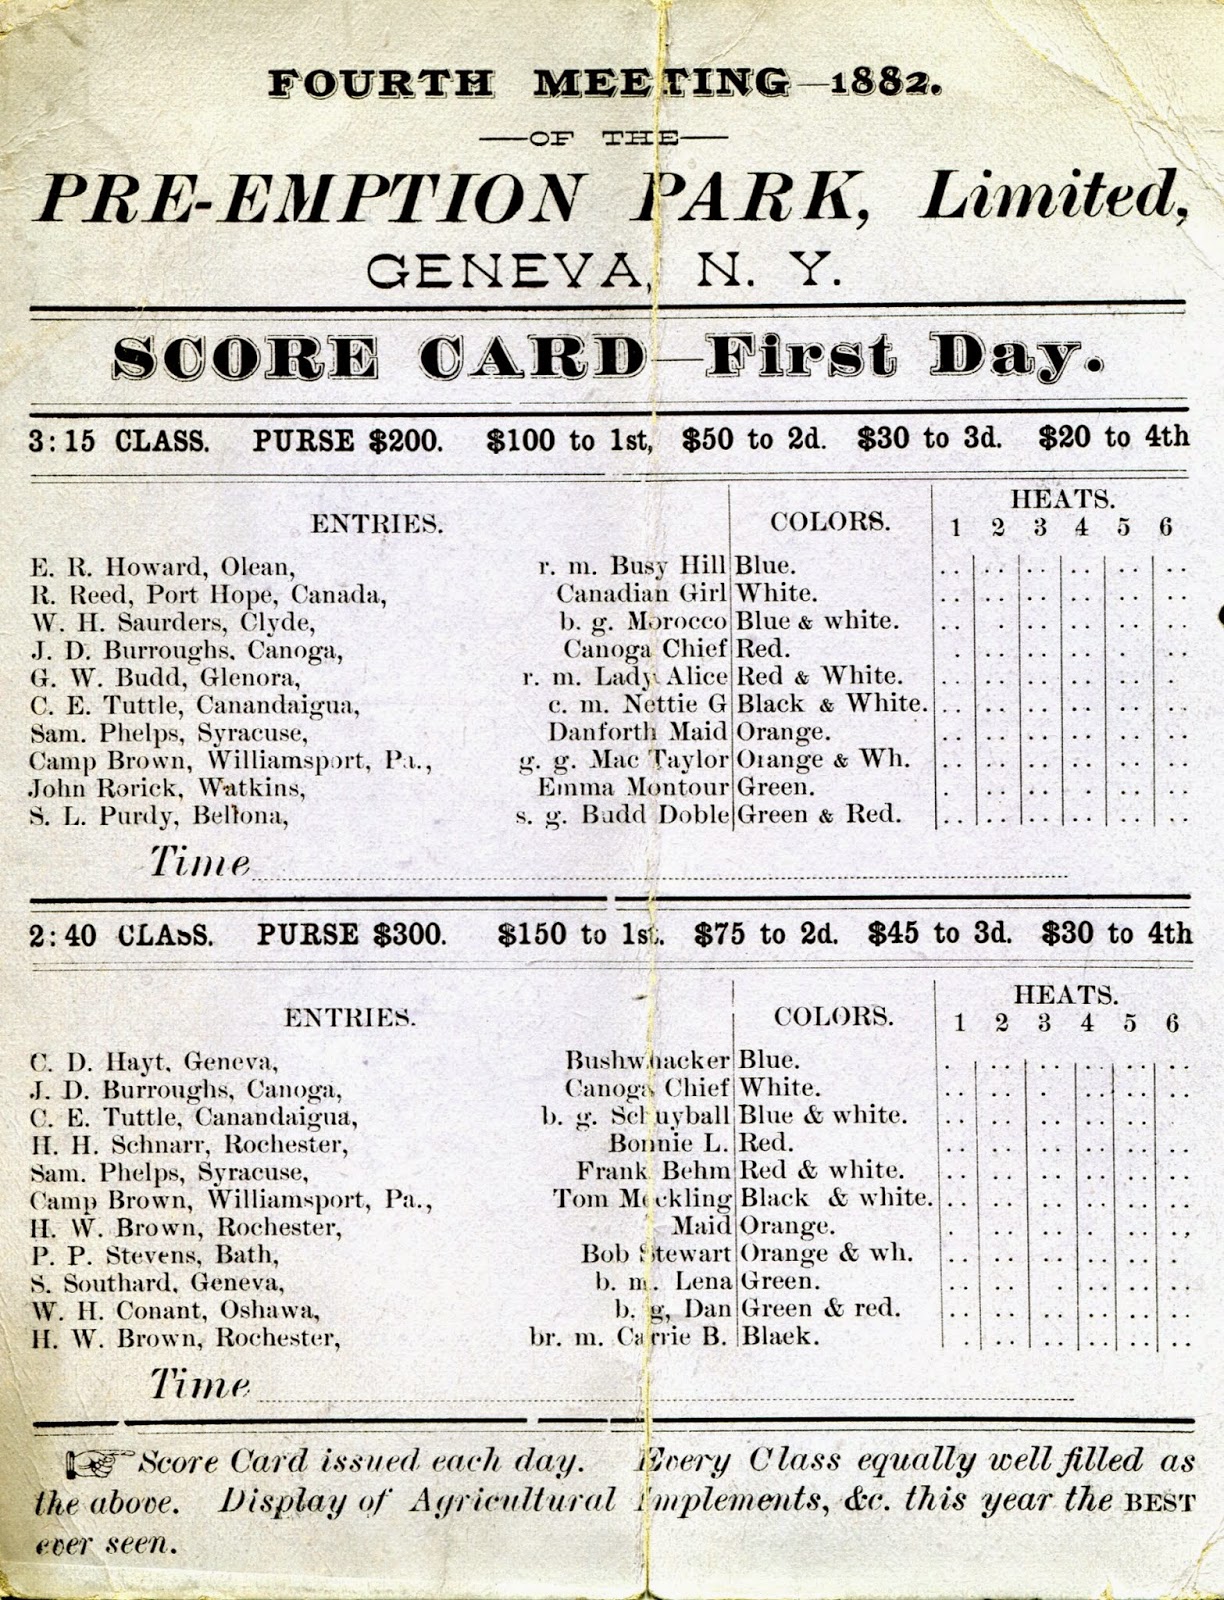 FOURTH MEETING—1882.
—OF THE—
PRE-EMPTION PARK, Limited,
GENEVA, N. Y.
SCORE CARD—First Day.
3:15 CLASS. PURSE $200. $100 to 1st, $50 to 2d. $30 to 3d. $20 to 4th
ENTRIES. COLORS. HEATS.
1 2 3 4 5 6
E. R. Howard, Olean, r. m. Busy Hill Blue.
R. Reed, Port Hope, Canada, Canadian Girl White.
W. H. Saurders, Clyde, b. g. Morocco Blue & white.
J. D. Burroughs, Canoga, Canoga Chief Red.
G. W. Budd, Glenora, r. m. Lady Alice Red & White.
C. E. Tuttle, Canandaigua, c. m. Nettie G Black & White.
Sam. Phelps, Syracuse, Danforth Maid Orange.
Camp Brown, Williamsport, Pa., g. g. Mac Taylor Orange & Wh.
John Rorick, Watkins, Emma Montour Green.
S. L. Purdy, Bellona, s. g. Budd Doble Green & Red.
Time
2:40 CLASS. PURSE $300. $150 to 1st. $75 to 2d. $45 to 3d. $30 to 4th
ENTRIES. COLORS. HEATS.
1 2 3 4 5 6
C. D. Hayt, Geneva, Bushwhacker Blue.
J. D. Burroughs, Canoga, Canoga Chief White.
C. E. Tuttle, Canandaigua, b. g. Schuyball Blue & white.
H. H. Schnarr, Rochester, Bonnie L. Red.
Sam. Phelps, Syracuse, Frank Behm Red & white.
Camp Brown, Williamsport, Pa., Tom Meckling Black & white.
H. W. Brown, Rochester, Maid Orange.
P. P. Stevens, Bath, Bob Stewart Orange & wh.
S. Southard, Geneva, b. m. Lena Green.
W. H. Conant, Oshawa, b. g, Dan Green & red.
H. W. Brown, Rochester, br. m. Carrie B. Blaek.
Time
☞ Score Card issued each day. Every Class equally well filled as
the above. Display of Agricultural Implements, &c. this year the BEST
ever seen.